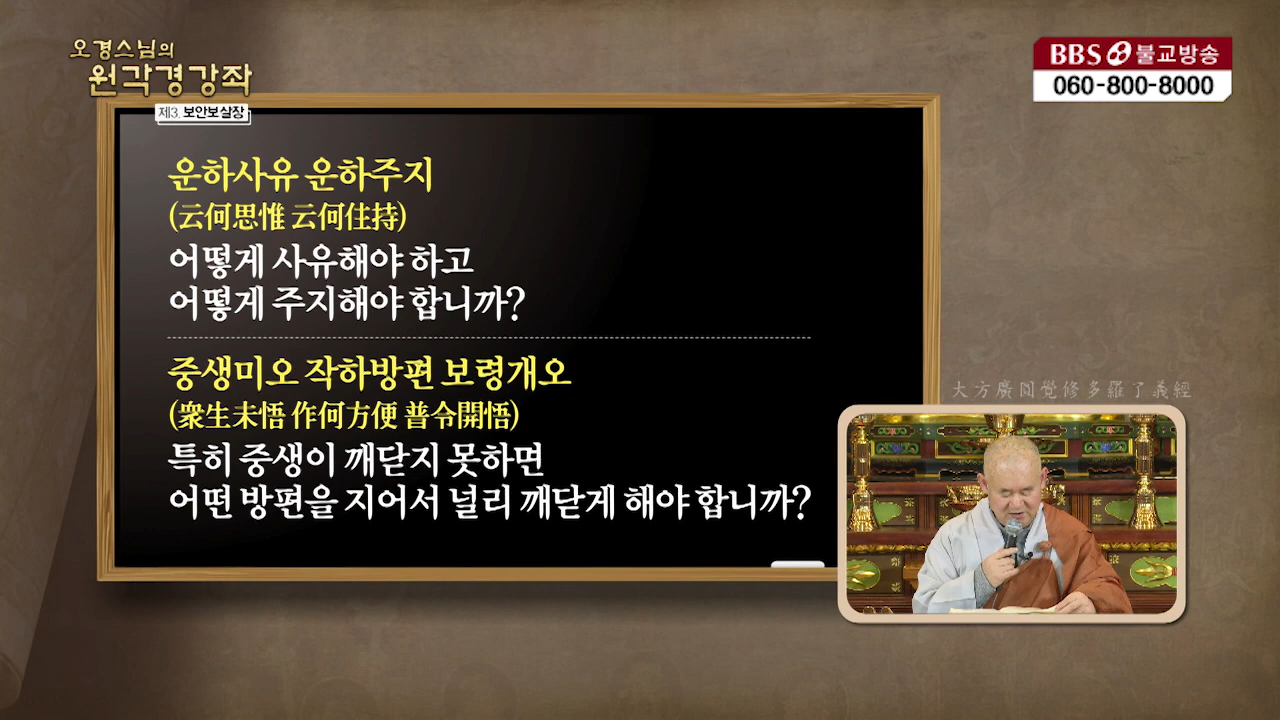 오경스님의
원각경강좌
제3. 보안보살장
BBS 불교방송
060-800-8000
운하사유 운하주지
(云何思惟 云何住持)
어떻게 사유해야 하고
어떻게 주지해야 합니까?
중생미오 작하방편 보령개오
(衆生未悟 作何方便 普令開悟)
특히 중생이 깨닫지 못하면
어떤 방편을 지어서 널리 깨닫게 해야 합니까?
大方廣圓覺修多羅了義經